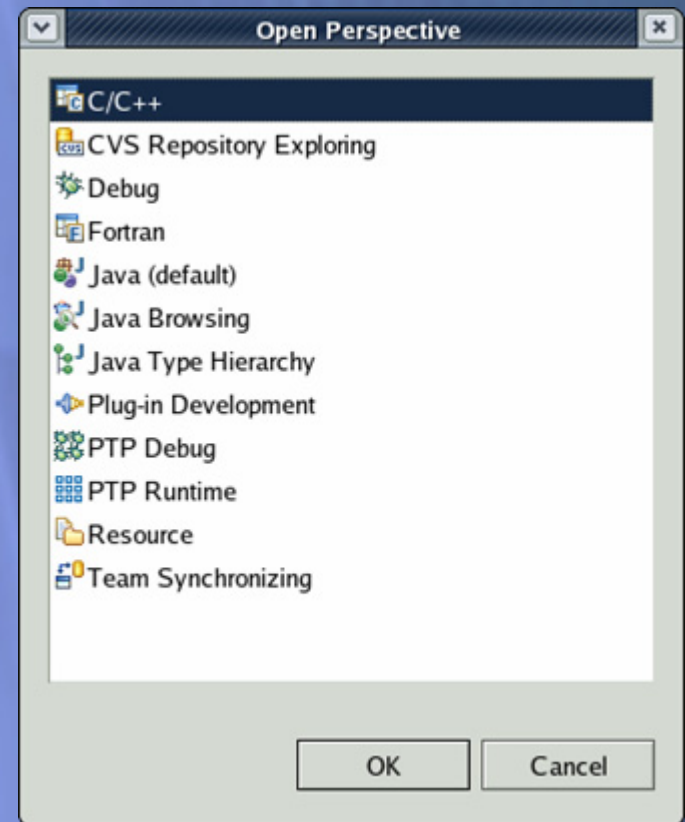 Open Perspective
C/C++
CVS Repository Exploring
Debug
Fortran
Java (default)
Java Browsing
Java Type Hierarchy
Plug-in Development
PTP Debug
PTP Runtime
Resource
Team Synchronizing
OK Cancel